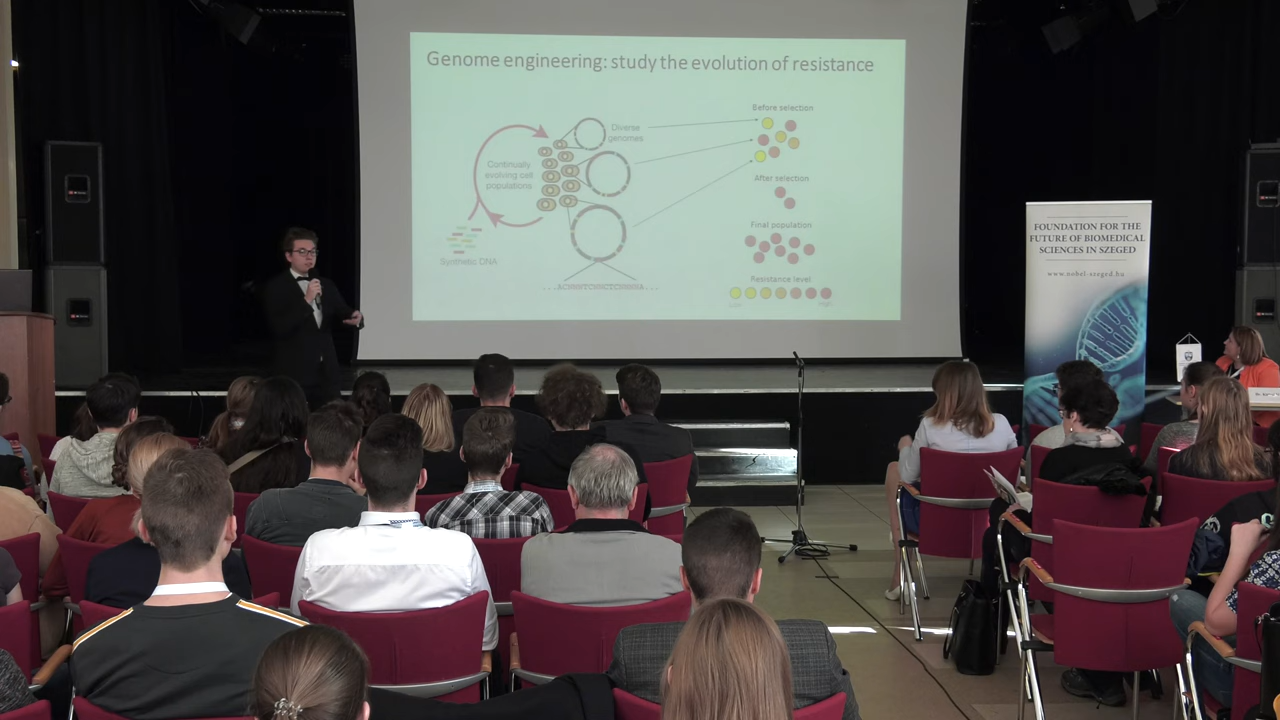 Genome engineering: study the evolution of resistance
Before selection
Diverse
genomes
Continually
evolving cell
populations
After selection
Final population
Synthetic DNA
Resistance level
FOUNDATION FOR THE
FUTURE OF BIOMEDICAL
SCIENCES IN SZEGED
www.nobel-szeged.hu